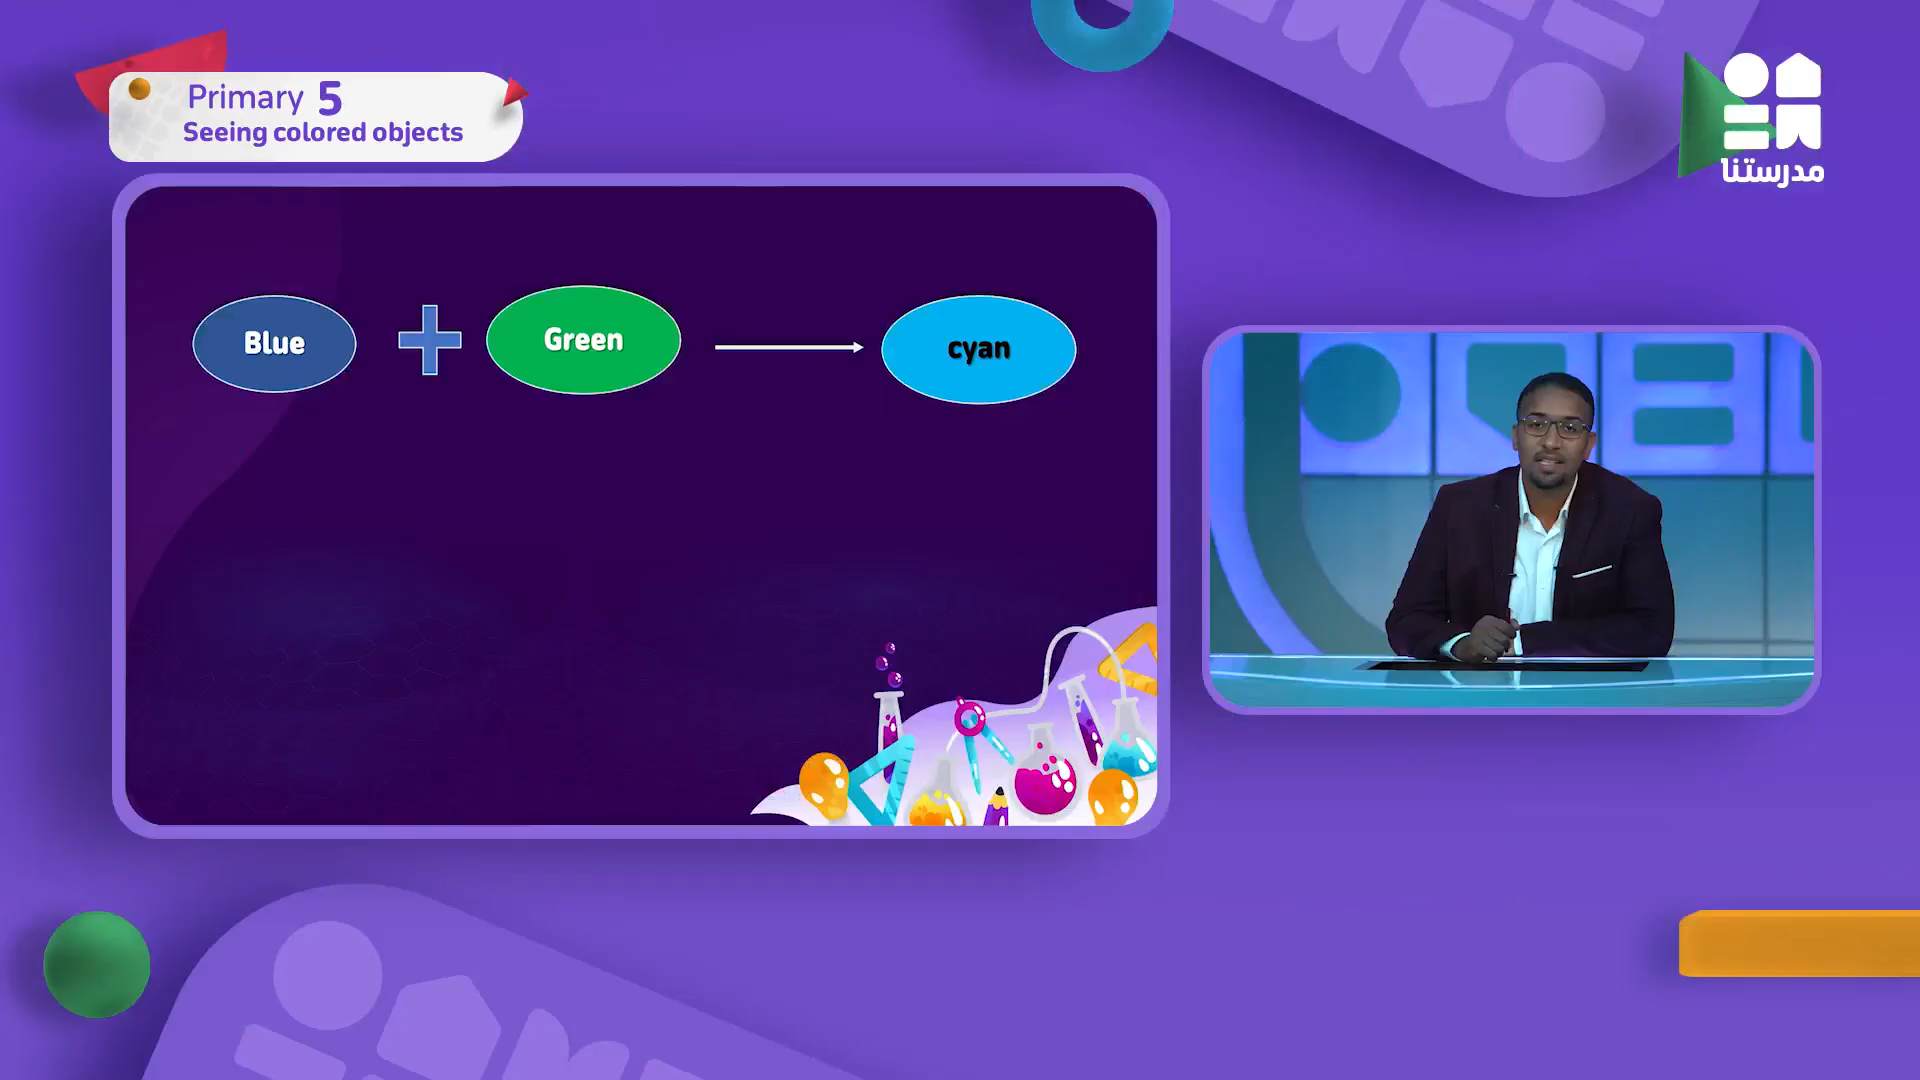 Primary 5
Seeing colored objects
مدرستنا
Blue
Green
cyan